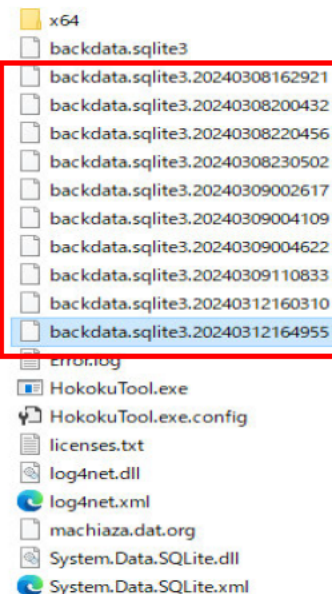 x64
backdata.sqlite3
backdata.sqlite3.20240308162921
backdata.sqlite3.20240308200432
backdata.sqlite3.20240308220456
backdata.sqlite3.20240308230502
backdata.sqlite3.20240309002617
backdata.sqlite3.20240309004109
backdata.sqlite3.20240309004622
backdata.sqlite3.20240309110833
backdata.sqlite3.20240312160310
backdata.sqlite3.20240312164955
Error.log
HokokuTool.exe
HokokuTool.exe.config
licenses.txt
log4net.dll
log4net.xml
machiaza.dat.org
System.Data.SQLite.dll
System.Data.SQLite.xml